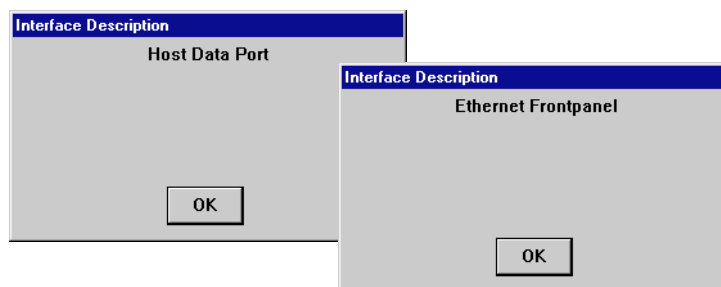 Interface Description
Host Data Port
OK
Interface Description
Ethernet Frontpanel
OK